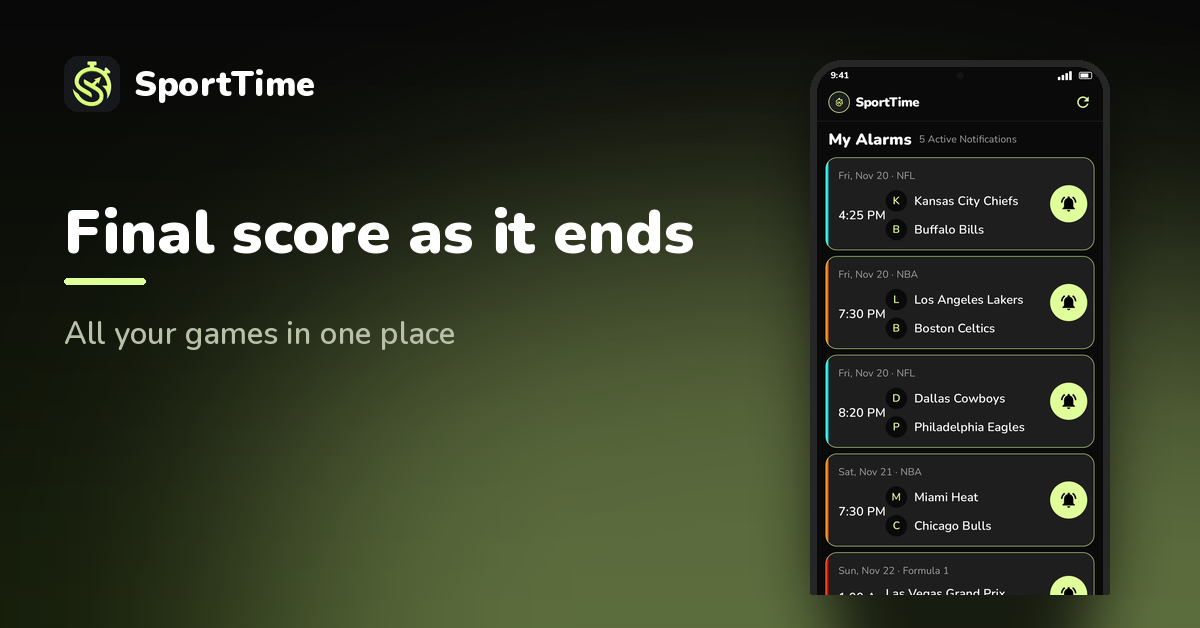 SportTime
Final score as it ends
All your games in one place
9:41
SportTime
My Alarms 5 Active Notifications
Fri, Nov 20 · NFL
4:25 PM
K Kansas City Chiefs
B Buffalo Bills
Fri, Nov 20 · NBA
7:30 PM
L Los Angeles Lakers
B Boston Celtics
Fri, Nov 20 · NFL
8:20 PM
D Dallas Cowboys
P Philadelphia Eagles
Sat, Nov 21 · NBA
7:30 PM
M Miami Heat
C Chicago Bulls
Sun, Nov 22 · Formula 1
Las Vegas Grand Prix